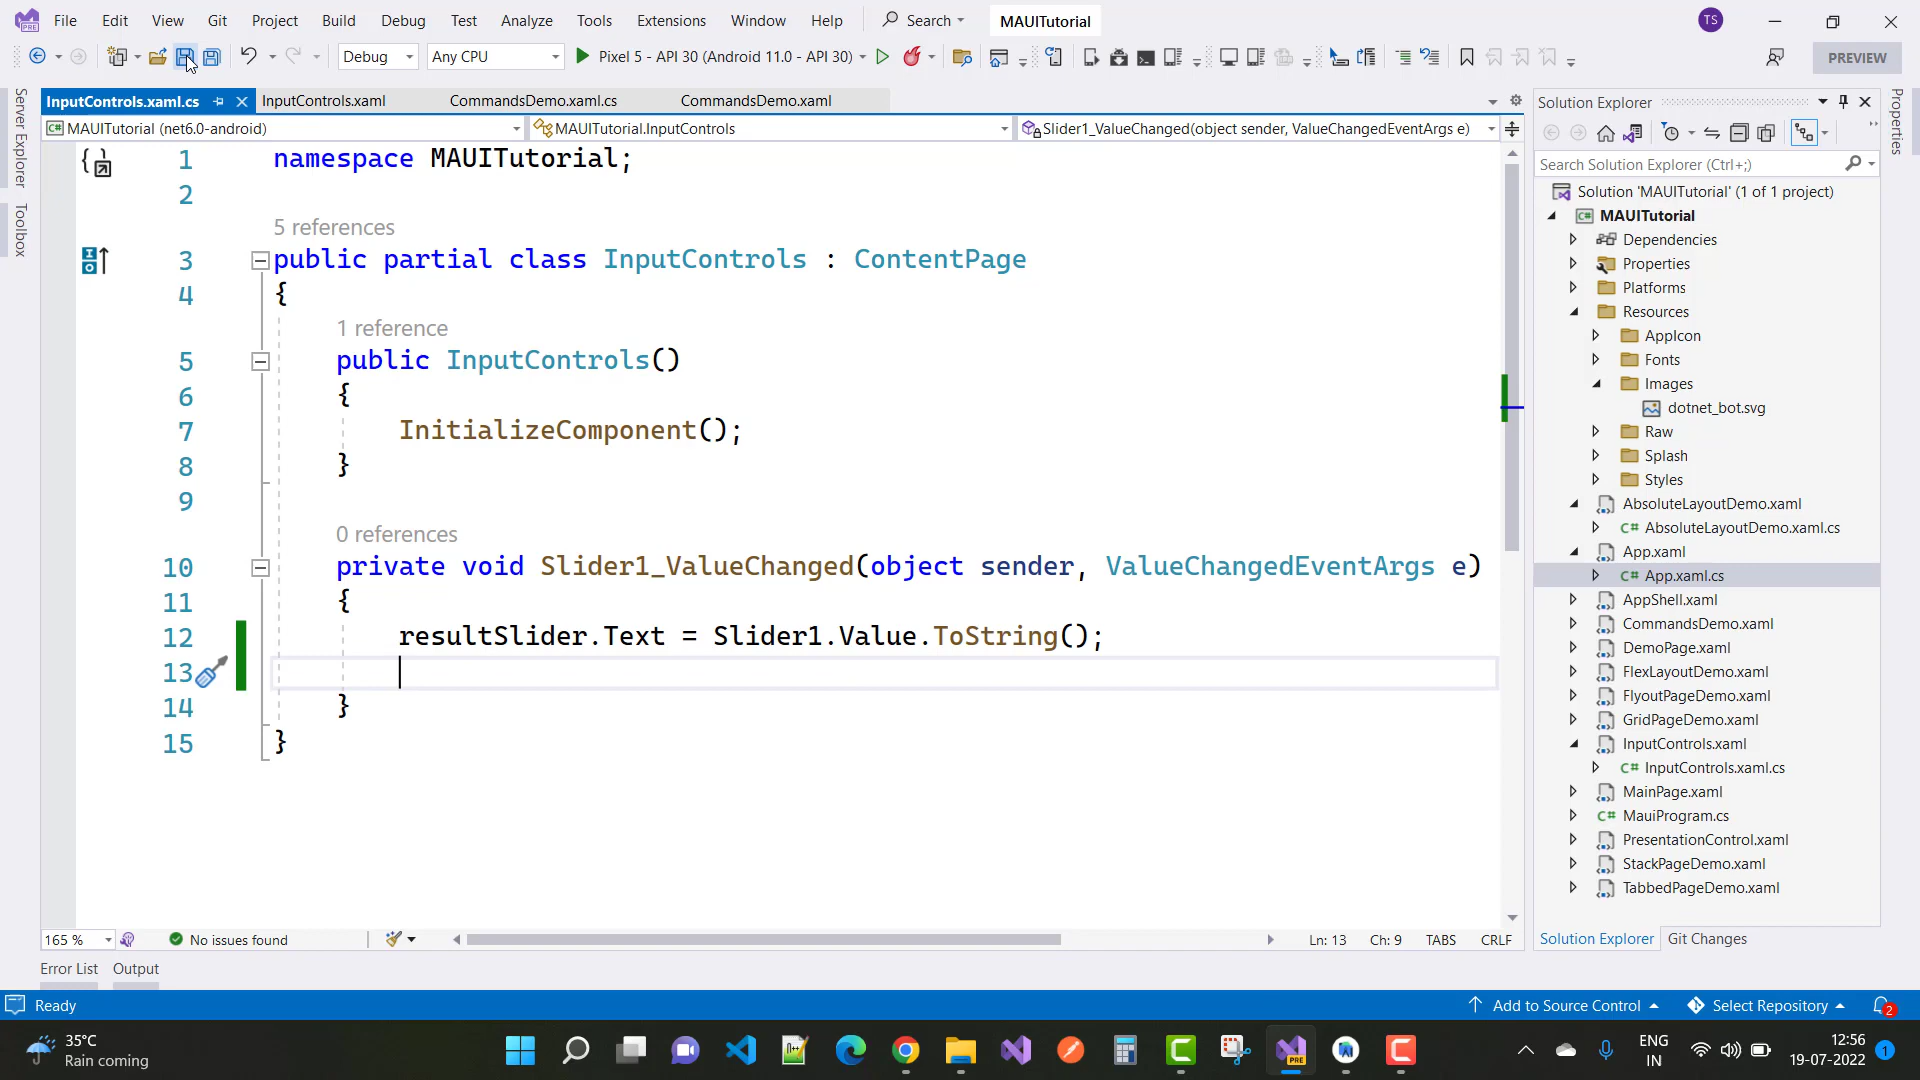 File Edit View Git Project Build Debug Test Analyze Tools Extensions Window Help Search MAUITutorial TS
Debug Any CPU Pixel 5 - API 30 (Android 11.0 - API 30) PREVIEW
InputControls.xaml.cs InputControls.xaml CommandsDemo.xaml.cs CommandsDemo.xaml
MAUITutorial (net6.0-android) MAUITutorial.InputControls Slider1_ValueChanged(object sender, ValueChangedEventArgs e)
Server Explorer
Toolbox
1 namespace MAUITutorial;
2
5 references
3 public partial class InputControls : ContentPage
4 {
1 reference
5 public InputControls()
6 {
7 InitializeComponent();
8 }
9
0 references
10 private void Slider1_ValueChanged(object sender, ValueChangedEventArgs e)
11 {
12 resultSlider.Text = Slider1.Value.ToString();
13
14 }
15 }
165 % No issues found Ln: 13 Ch: 9 TABS CRLF
Error List Output
Solution Explorer
Search Solution Explorer (Ctrl+;)
Solution 'MAUITutorial' (1 of 1 project)
C# MAUITutorial
Dependencies
Properties
Platforms
Resources
AppIcon
Fonts
Images
dotnet_bot.svg
Raw
Splash
Styles
AbsoluteLayoutDemo.xaml
C# AbsoluteLayoutDemo.xaml.cs
App.xaml
C# App.xaml.cs
AppShell.xaml
CommandsDemo.xaml
DemoPage.xaml
FlexLayoutDemo.xaml
FlyoutPageDemo.xaml
GridPageDemo.xaml
InputControls.xaml
C# InputControls.xaml.cs
MainPage.xaml
C# MauiProgram.cs
PresentationControl.xaml
StackPageDemo.xaml
TabbedPageDemo.xaml
Solution Explorer Git Changes
Properties
Ready Add to Source Control Select Repository 2
35°C
Rain coming
PRE
ENG
IN
12:56
19-07-2022
1